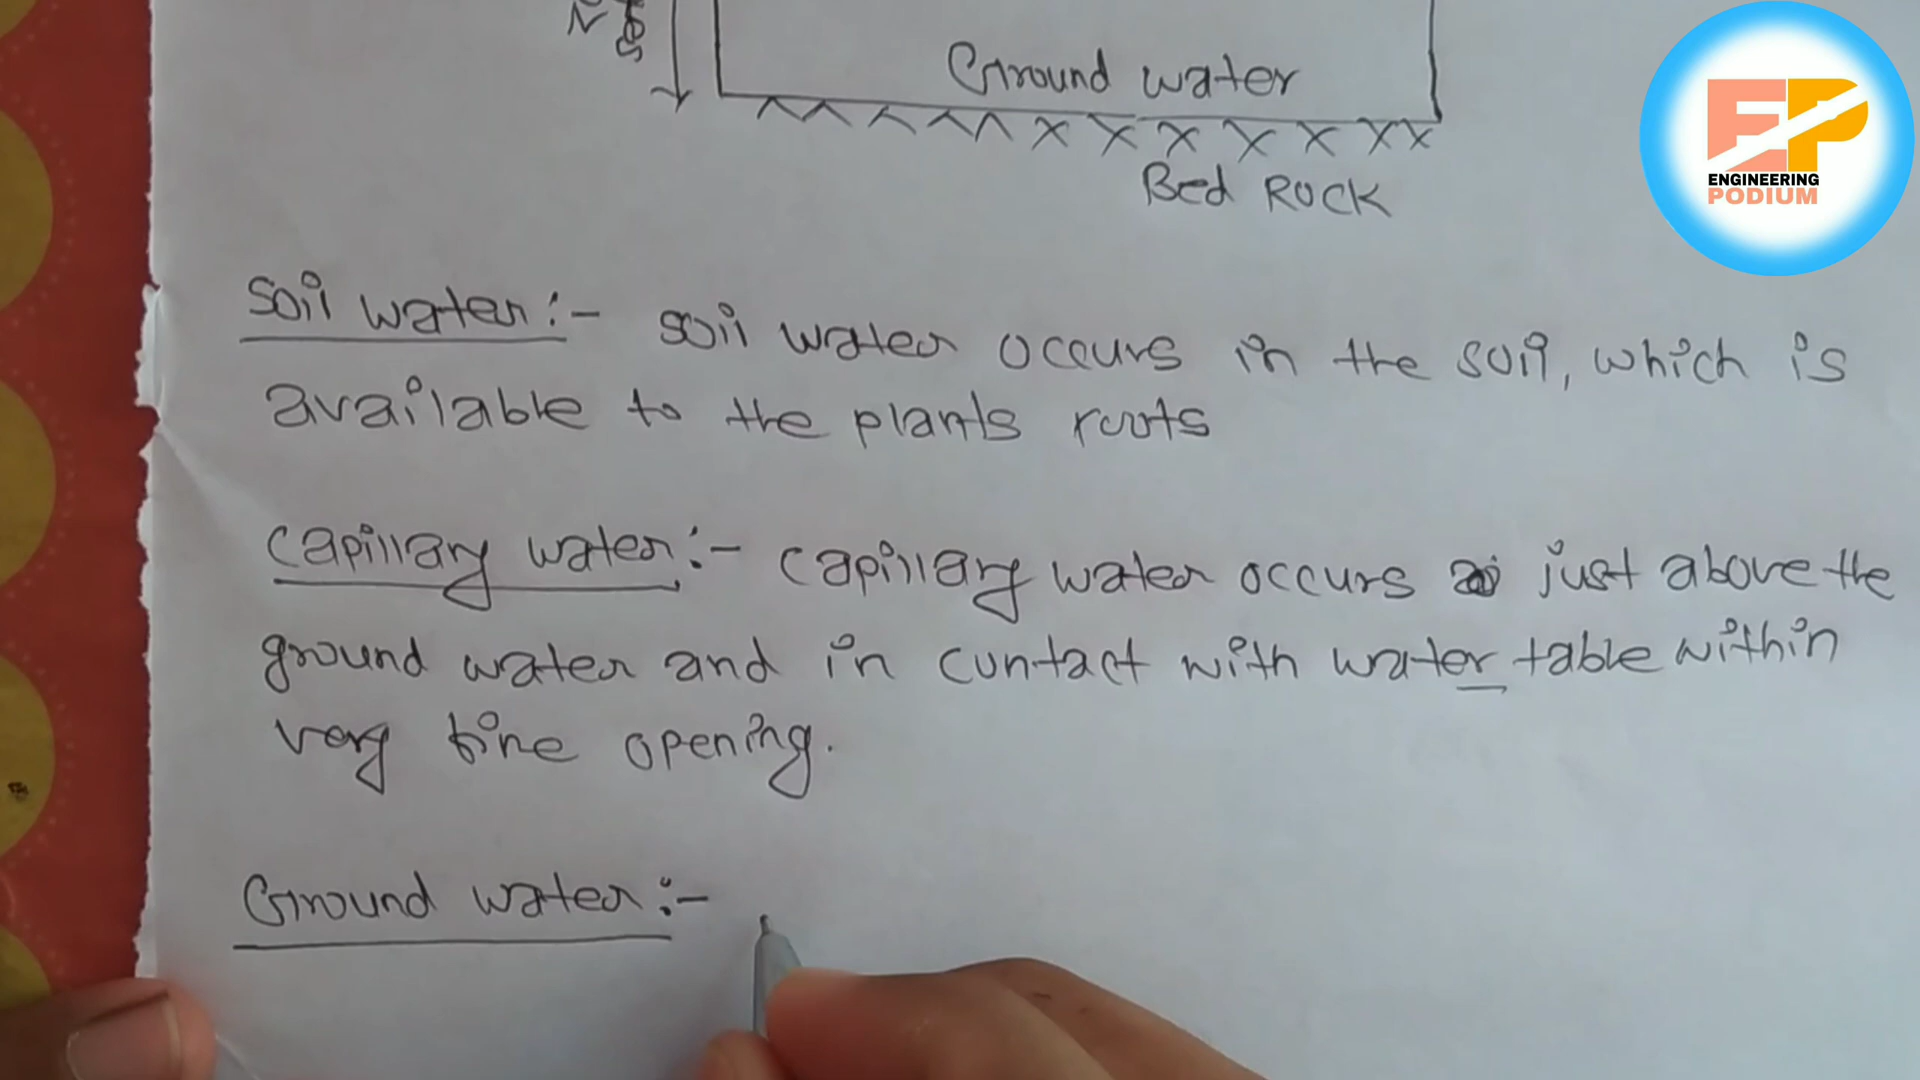 Ground water
Bed ROCK
EP
ENGINEERING
PODIUM
Soil water :- soil water occurs in the soil, which is
available to the plants roots
Capillary water :- Capillary water occurs just above the
ground water and in contact with water table within
very fine opening.
Ground water :-